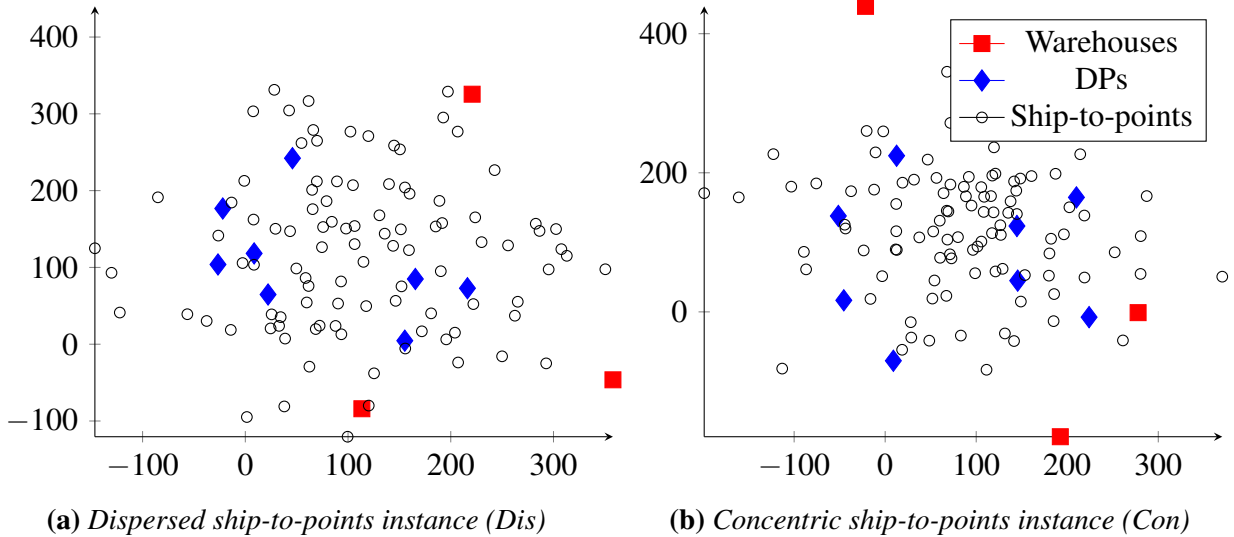 400
300
200
100
0
−100
−100 0 100 200 300
(a) Dispersed ship-to-points instance (Dis)
400
200
0
−100 0 100 200 300
Warehouses
DPs
Ship-to-points
(b) Concentric ship-to-points instance (Con)